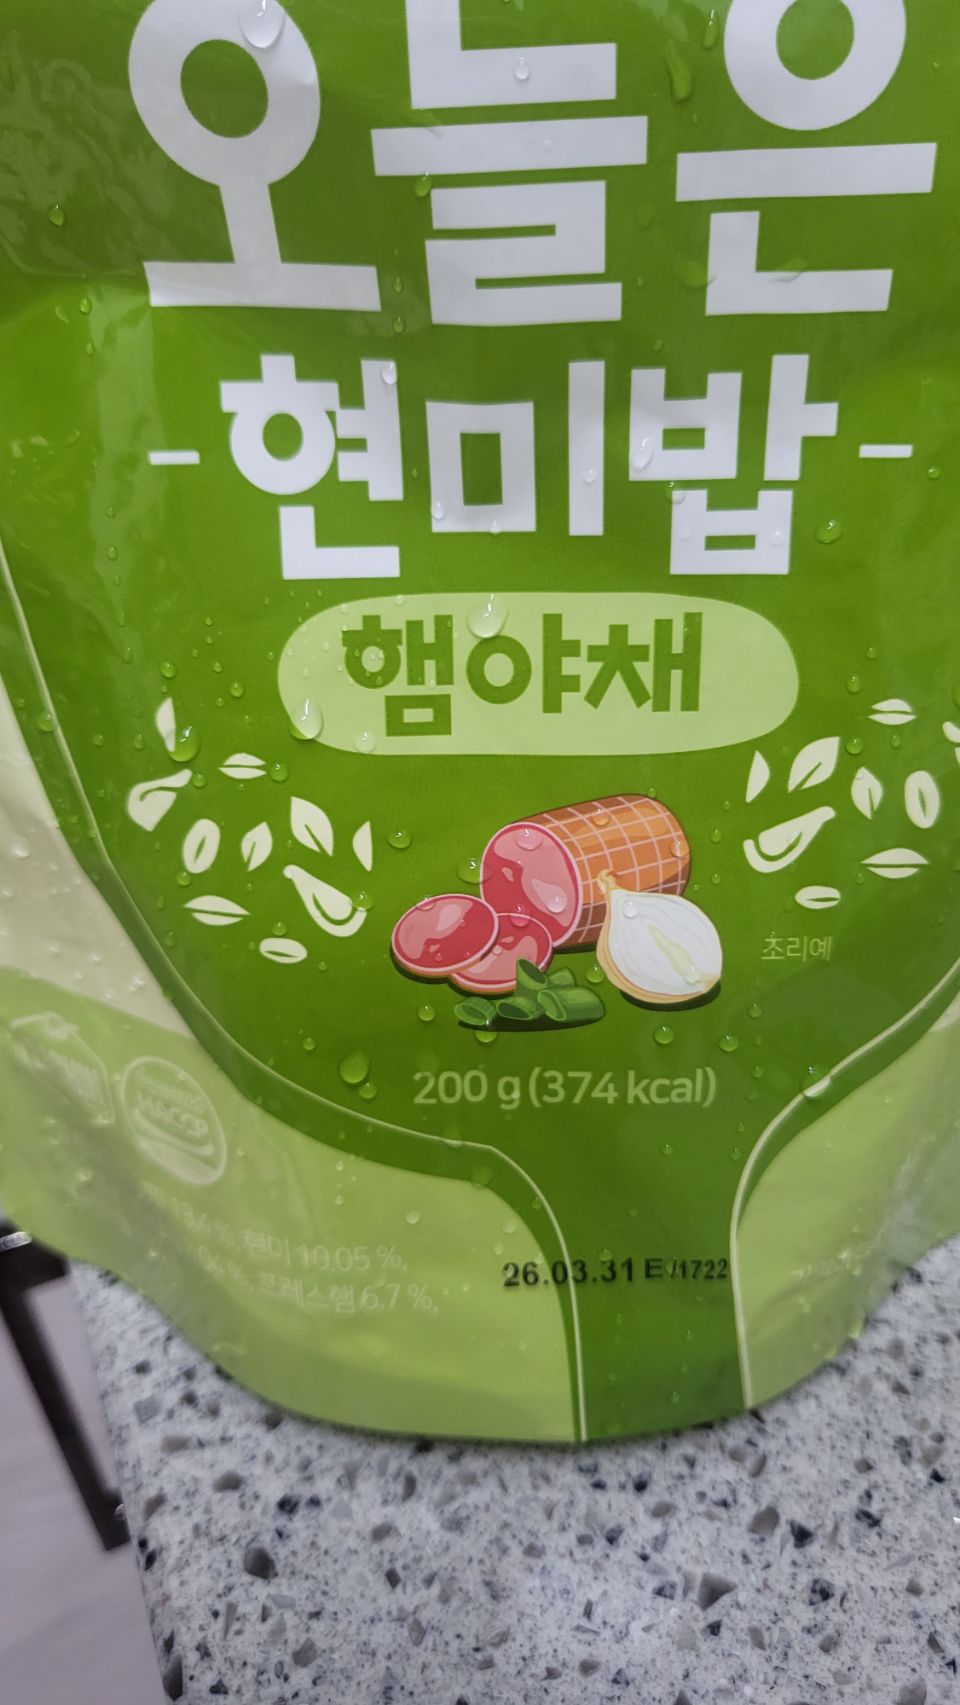 오늘은
현미밥
햄야채
조리예
200 g (374 kcal)
HACCP
현미 10.05 %,
프레스햄 6.7 %,
26.03.31 E /1722